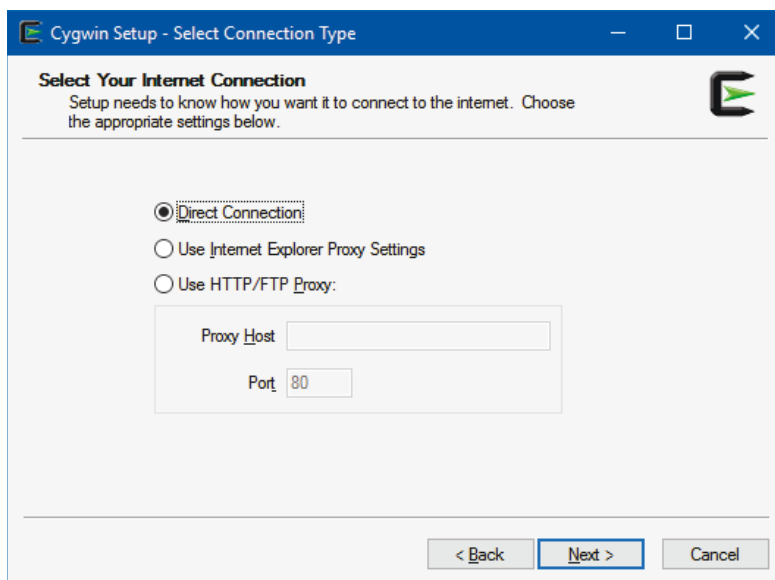 Cygwin Setup - Select Connection Type
Select Your Internet Connection
Setup needs to know how you want it to connect to the internet. Choose
the appropriate settings below.
Direct Connection
Use Internet Explorer Proxy Settings
Use HTTP/FTP Proxy:
Proxy Host
Port 80
< Back Next > Cancel